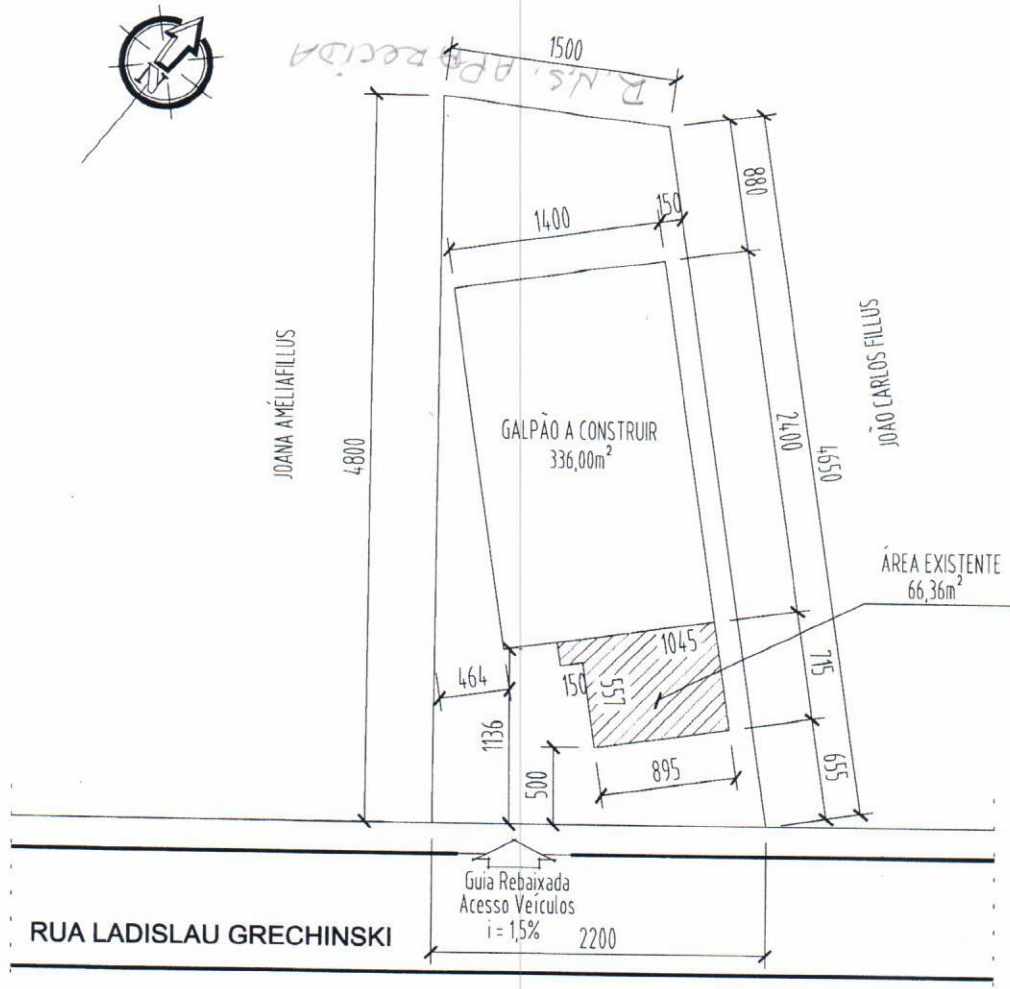 N
1500
R. N.S. APARECIDA
880
150
1400
JOANA AMÉLIAFILLUS
4800
GALPÃO A CONSTRUIR
336,00m²
2400
4650
JOÃO CARLOS FILLUS
ÁREA EXISTENTE
66,36m²
1045
715
464
150
557
1136
500
895
655
Guia Rebaixada
Acesso Veículos
i = 1,5%
RUA LADISLAU GRECHINSKI
2200